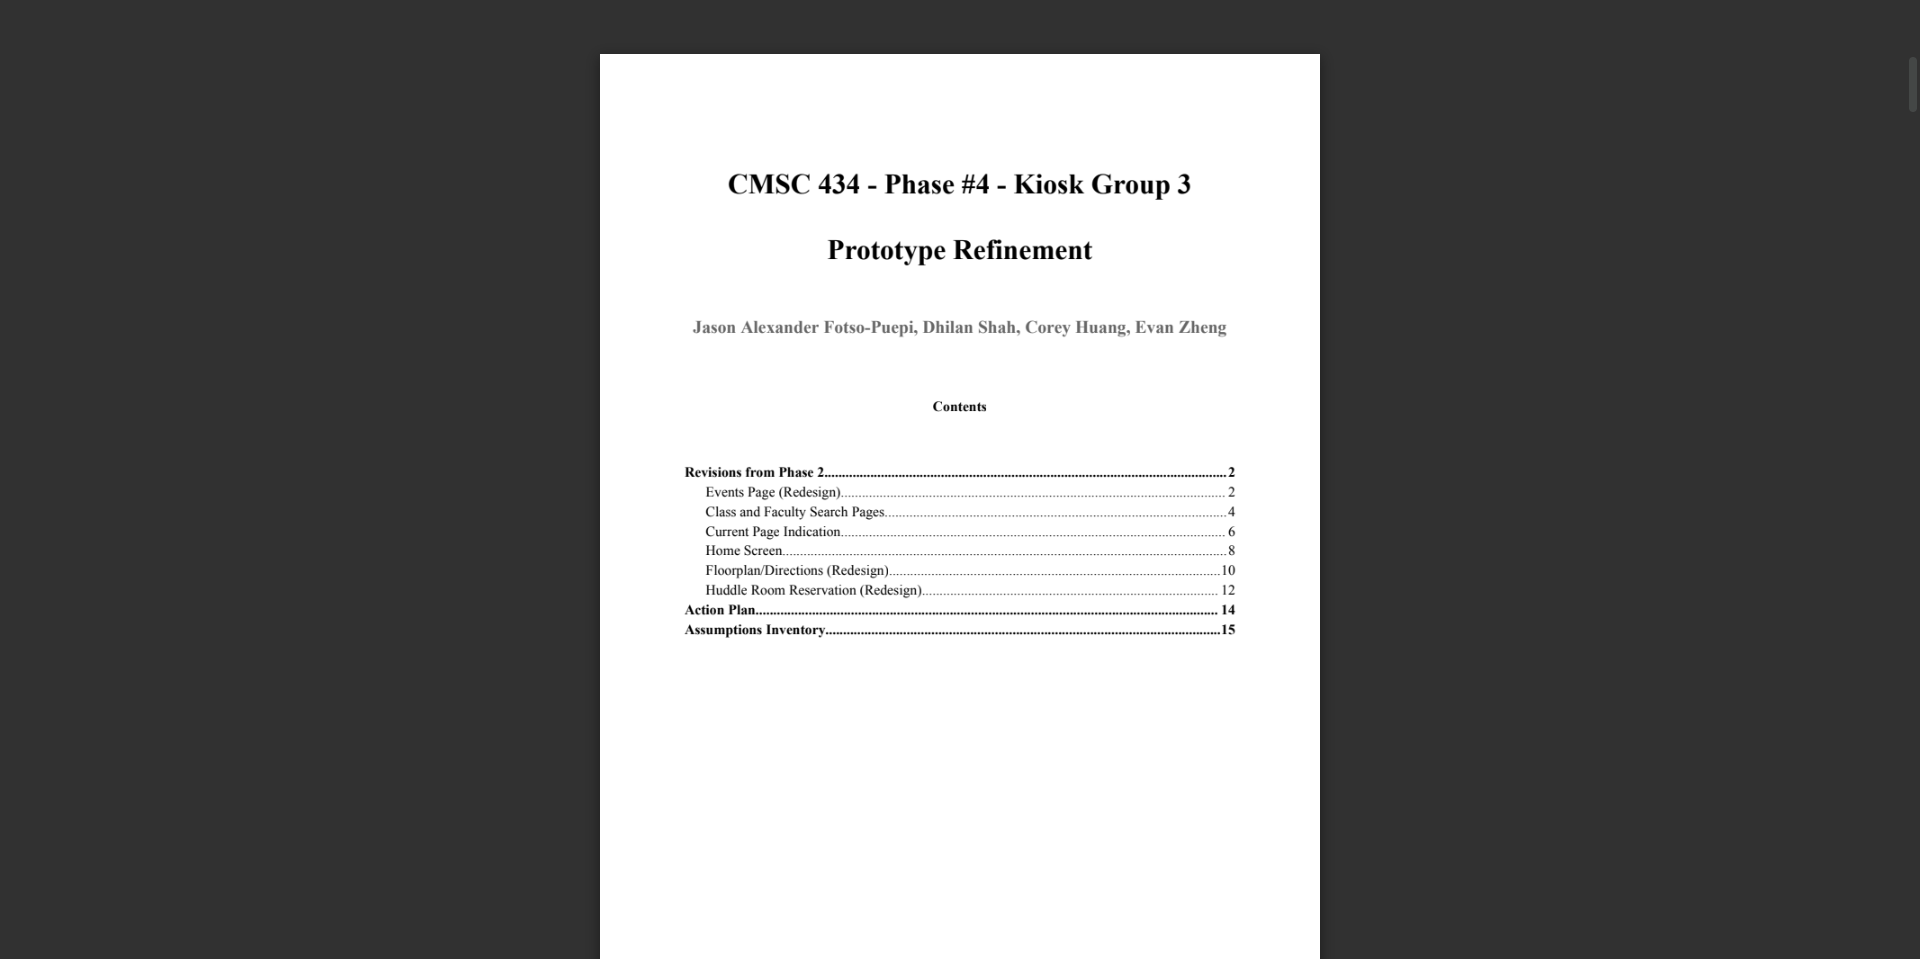 CMSC 434 - Phase #4 - Kiosk Group 3
Prototype Refinement
Jason Alexander Fotso-Puepi, Dhilan Shah, Corey Huang, Evan Zheng
Contents
Revisions from Phase 2........................................................................................................................2
Events Page (Redesign)..................................................................................................................... 2
Class and Faculty Search Pages.........................................................................................................4
Current Page Indication..................................................................................................................... 6
Home Screen......................................................................................................................................8
Floorplan/Directions (Redesign)......................................................................................................10
Huddle Room Reservation (Redesign)............................................................................................ 12
Action Plan........................................................................................................................................ 14
Assumptions Inventory.....................................................................................................................15